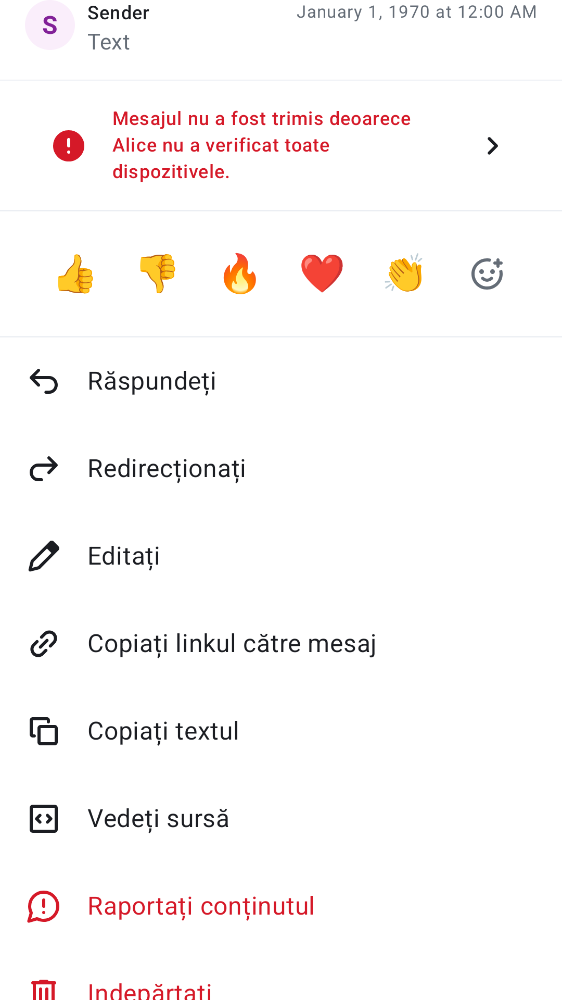 S
Sender
January 1, 1970 at 12:00 AM
Text
Mesajul nu a fost trimis deoarece
Alice nu a verificat toate
dispozitivele.
Răspundeți
Redirecționați
Editați
Copiați linkul către mesaj
Copiați textul
Vedeți sursă
Raportați conținutul
Indepărtați